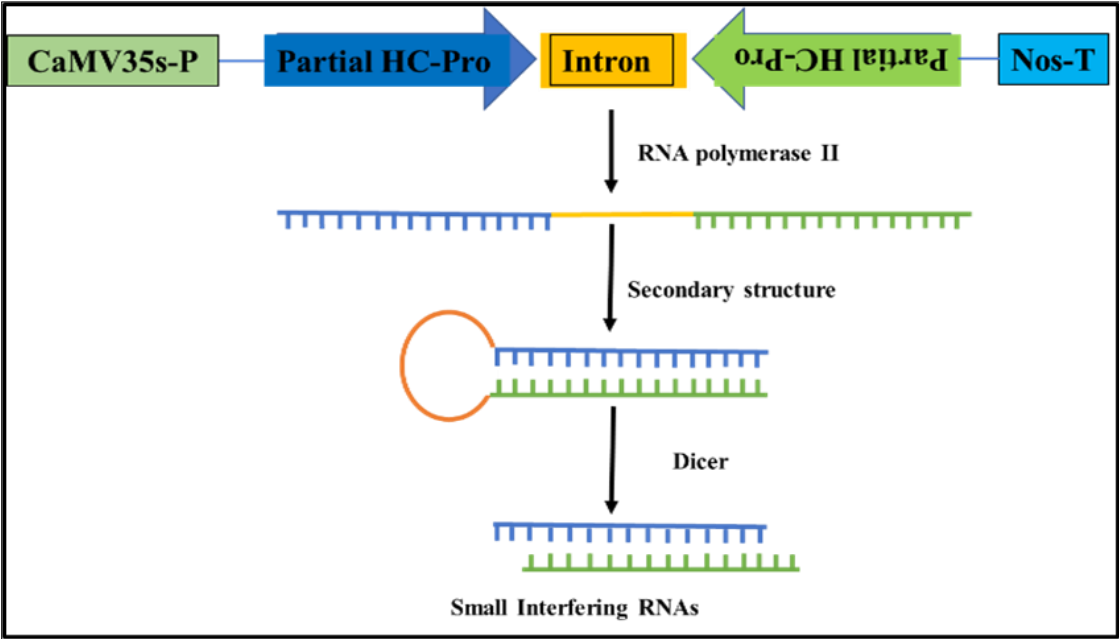 CaMV35s-P Partial HC-Pro Intron Partial HC-Pro Nos-T
RNA polymerase II
Secondary structure
Dicer
Small Interfering RNAs